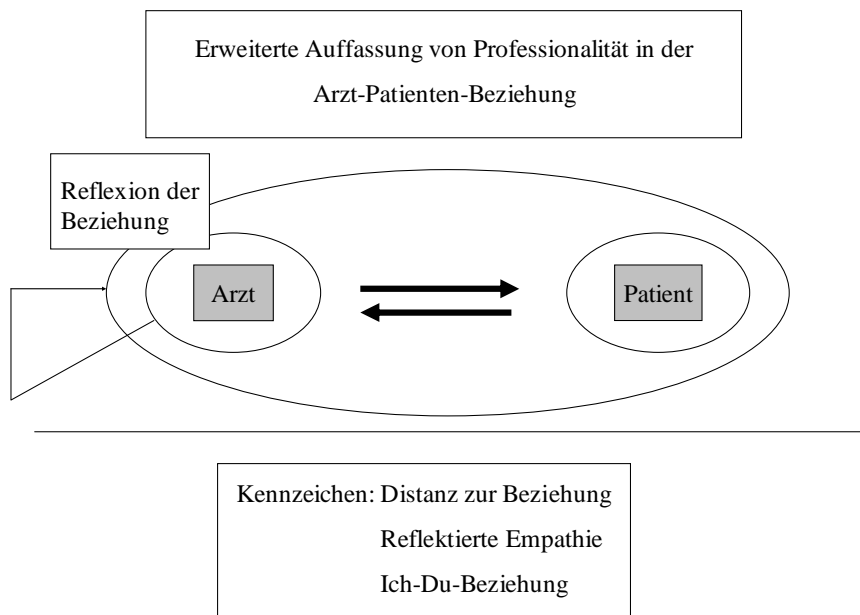 Erweiterte Auffassung von Professionalität in der
Arzt-Patienten-Beziehung
Reflexion der
Beziehung
Arzt
Patient
Kennzeichen: Distanz zur Beziehung
Reflektierte Empathie
Ich-Du-Beziehung